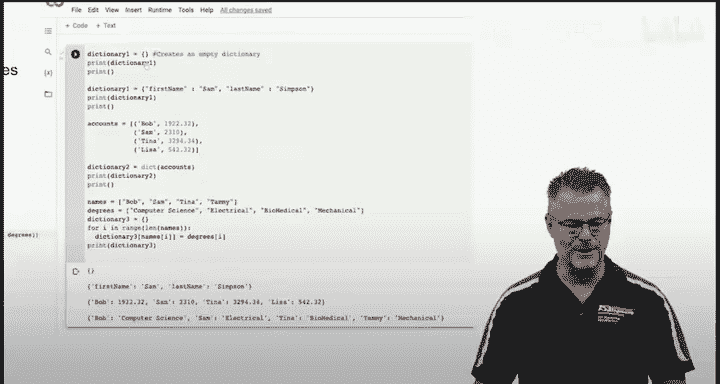 File Edit View Insert Runtime Tools Help All changes saved
+ Code + Text
es
dictionary1 = {} #Creates an empty dictionary
print(dictionary1)
print()
dictionary1 = {"firstName" : "Sam", "lastName" : "Simpson"}
print(dictionary1)
print()
accounts = [('Bob', 1922.32),
('Sam', 2310),
('Tina', 3294.34),
('Lisa', 542.32)]
dictionary2 = dict(accounts)
print(dictionary2)
print()
names = ["Bob", "Sam", "Tina", "Tammy"]
degrees = ["Computer Science", "Electrical", "BioMedical", "Mechanical"]
dictionary3 = {}
for i in range(len(names)):
dictionary3[names[i]] = degrees[i]
print(dictionary3)
degrees))
{}
{'firstName': 'Sam', 'lastName': 'Simpson'}
{'Bob': 1922.32, 'Sam': 2310, 'Tina': 3294.34, 'Lisa': 542.32}
{'Bob': 'Computer Science', 'Sam': 'Electrical', 'Tina': 'BioMedical', 'Tammy': 'Mechanical'}